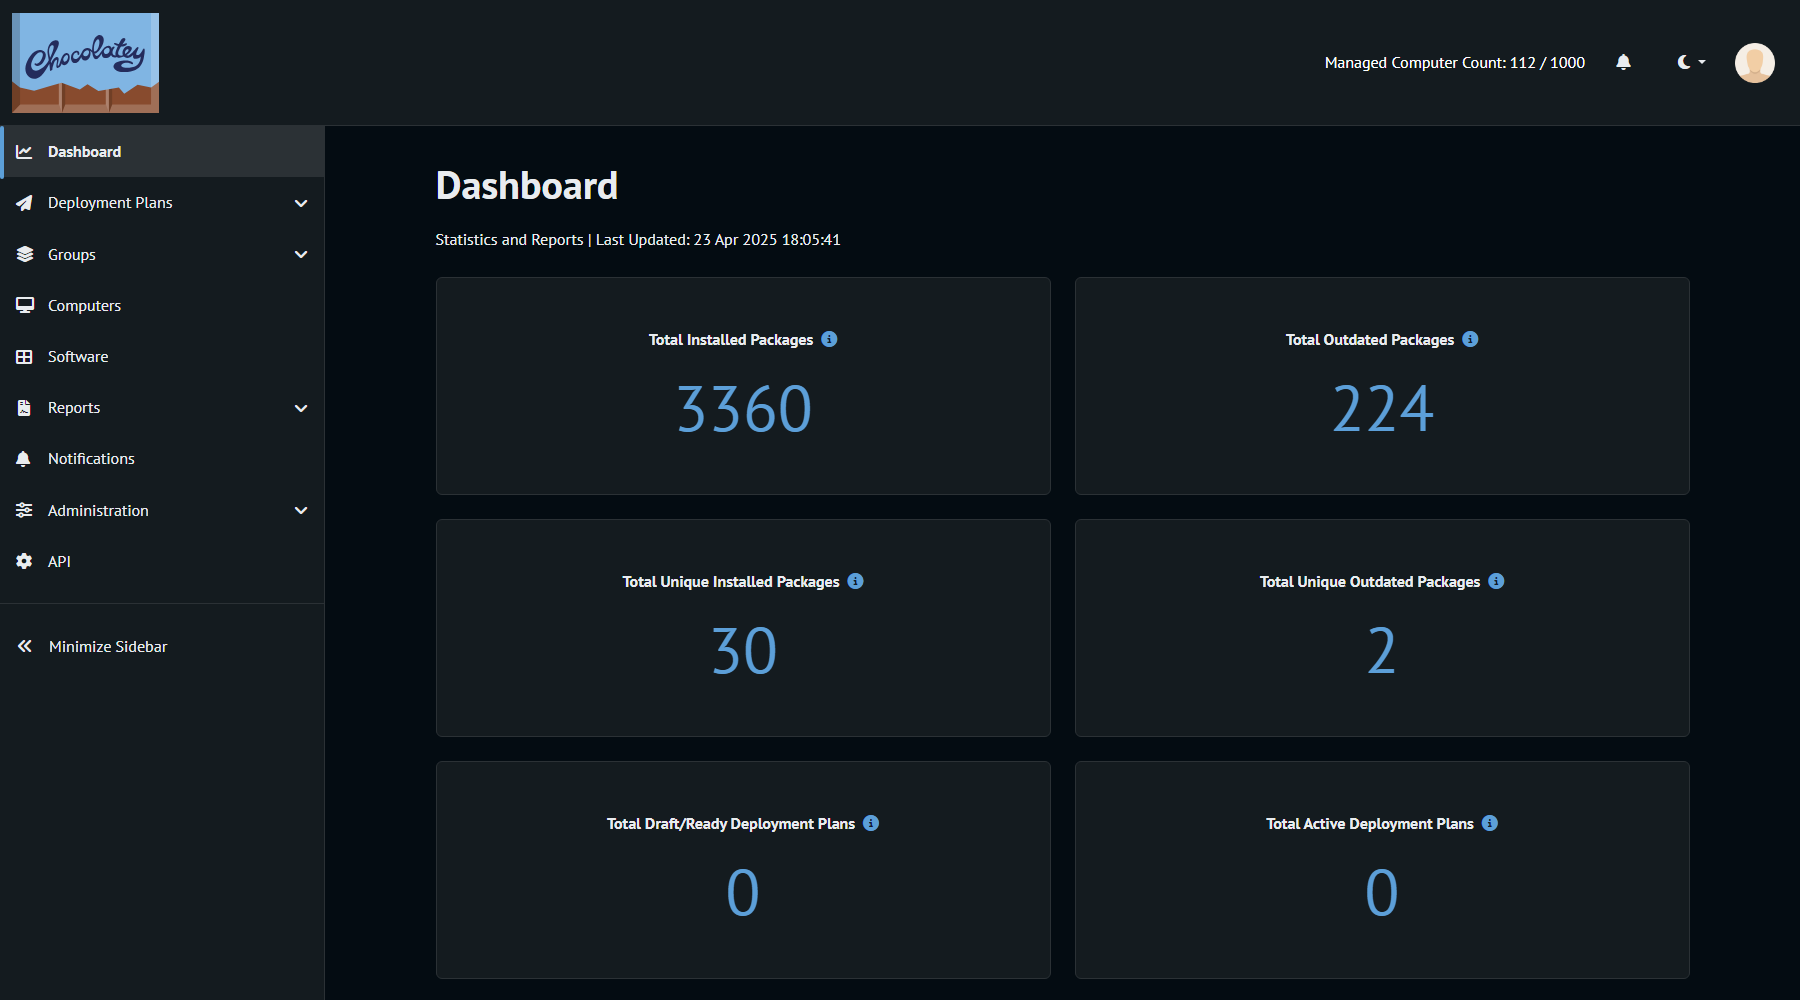 Chocolatey
Managed Computer Count: 112 / 1000
Dashboard
Deployment Plans
Groups
Computers
Software
Reports
Notifications
Administration
API
Minimize Sidebar
Dashboard
Statistics and Reports | Last Updated: 23 Apr 2025 18:05:41
Total Installed Packages
3360
Total Outdated Packages
224
Total Unique Installed Packages
30
Total Unique Outdated Packages
2
Total Draft/Ready Deployment Plans
0
Total Active Deployment Plans
0